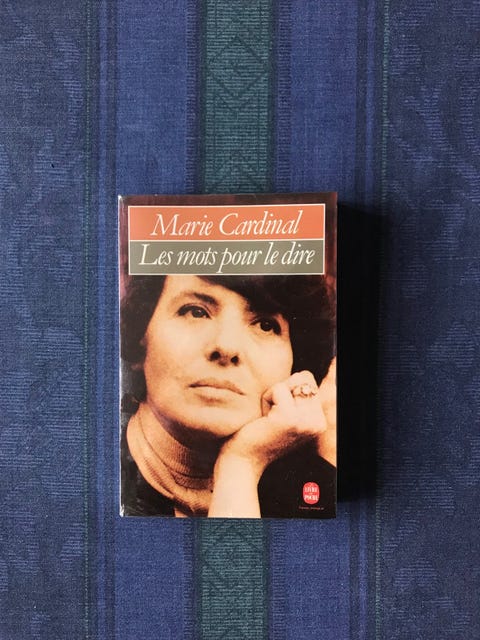 Marie Cardinal
Les mots pour le dire
LE LIVRE
DE POCHE